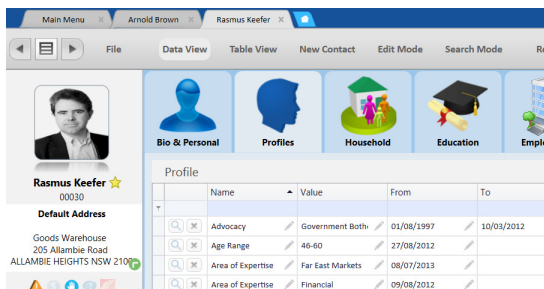 Main Menu × Arnold Brown × Rasmus Keefer ×
File Data View Table View New Contact Edit Mode Search Mode
Bio & Personal Profiles Household Education
Rasmus Keefer
00030
Default Address
Goods Warehouse
205 Allambie Road
ALLAMBIE HEIGHTS NSW 2100
Profile
Name Value From To
Advocacy Government Both 01/08/1997 10/03/2012
Age Range 46-60 27/08/2012
Area of Expertise Far East Markets 08/07/2013
Area of Expertise Financial 09/08/2012